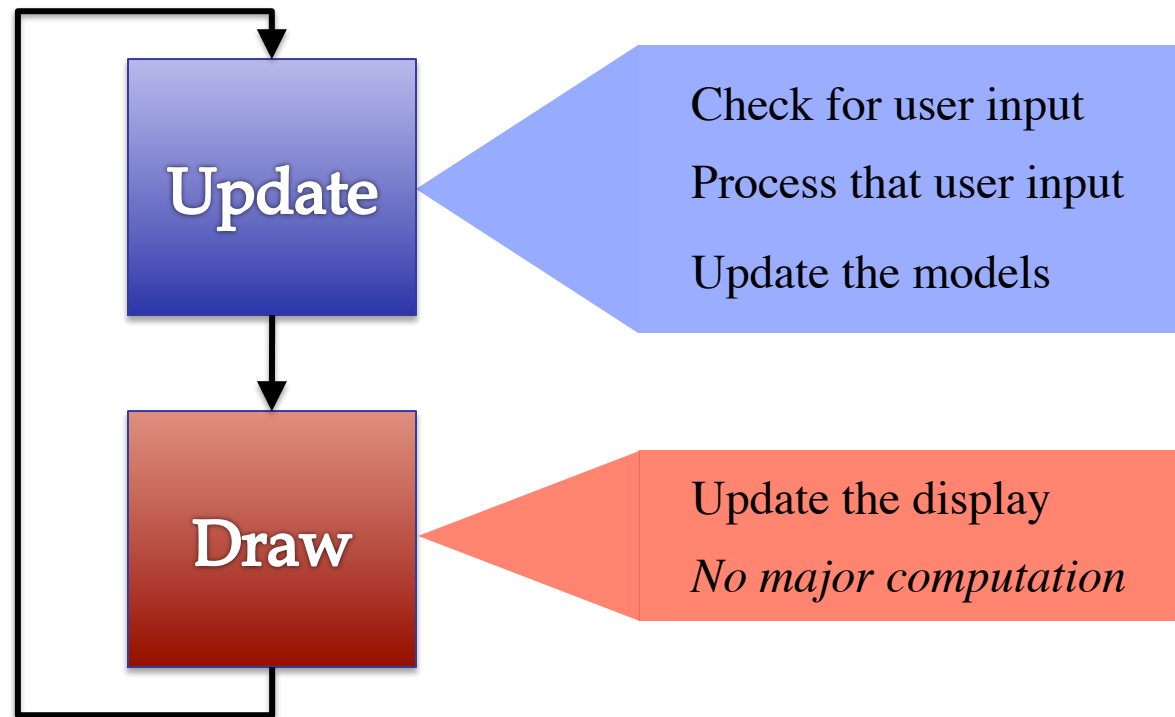 Update
Check for user input
Process that user input
Update the models
Draw
Update the display
No major computation